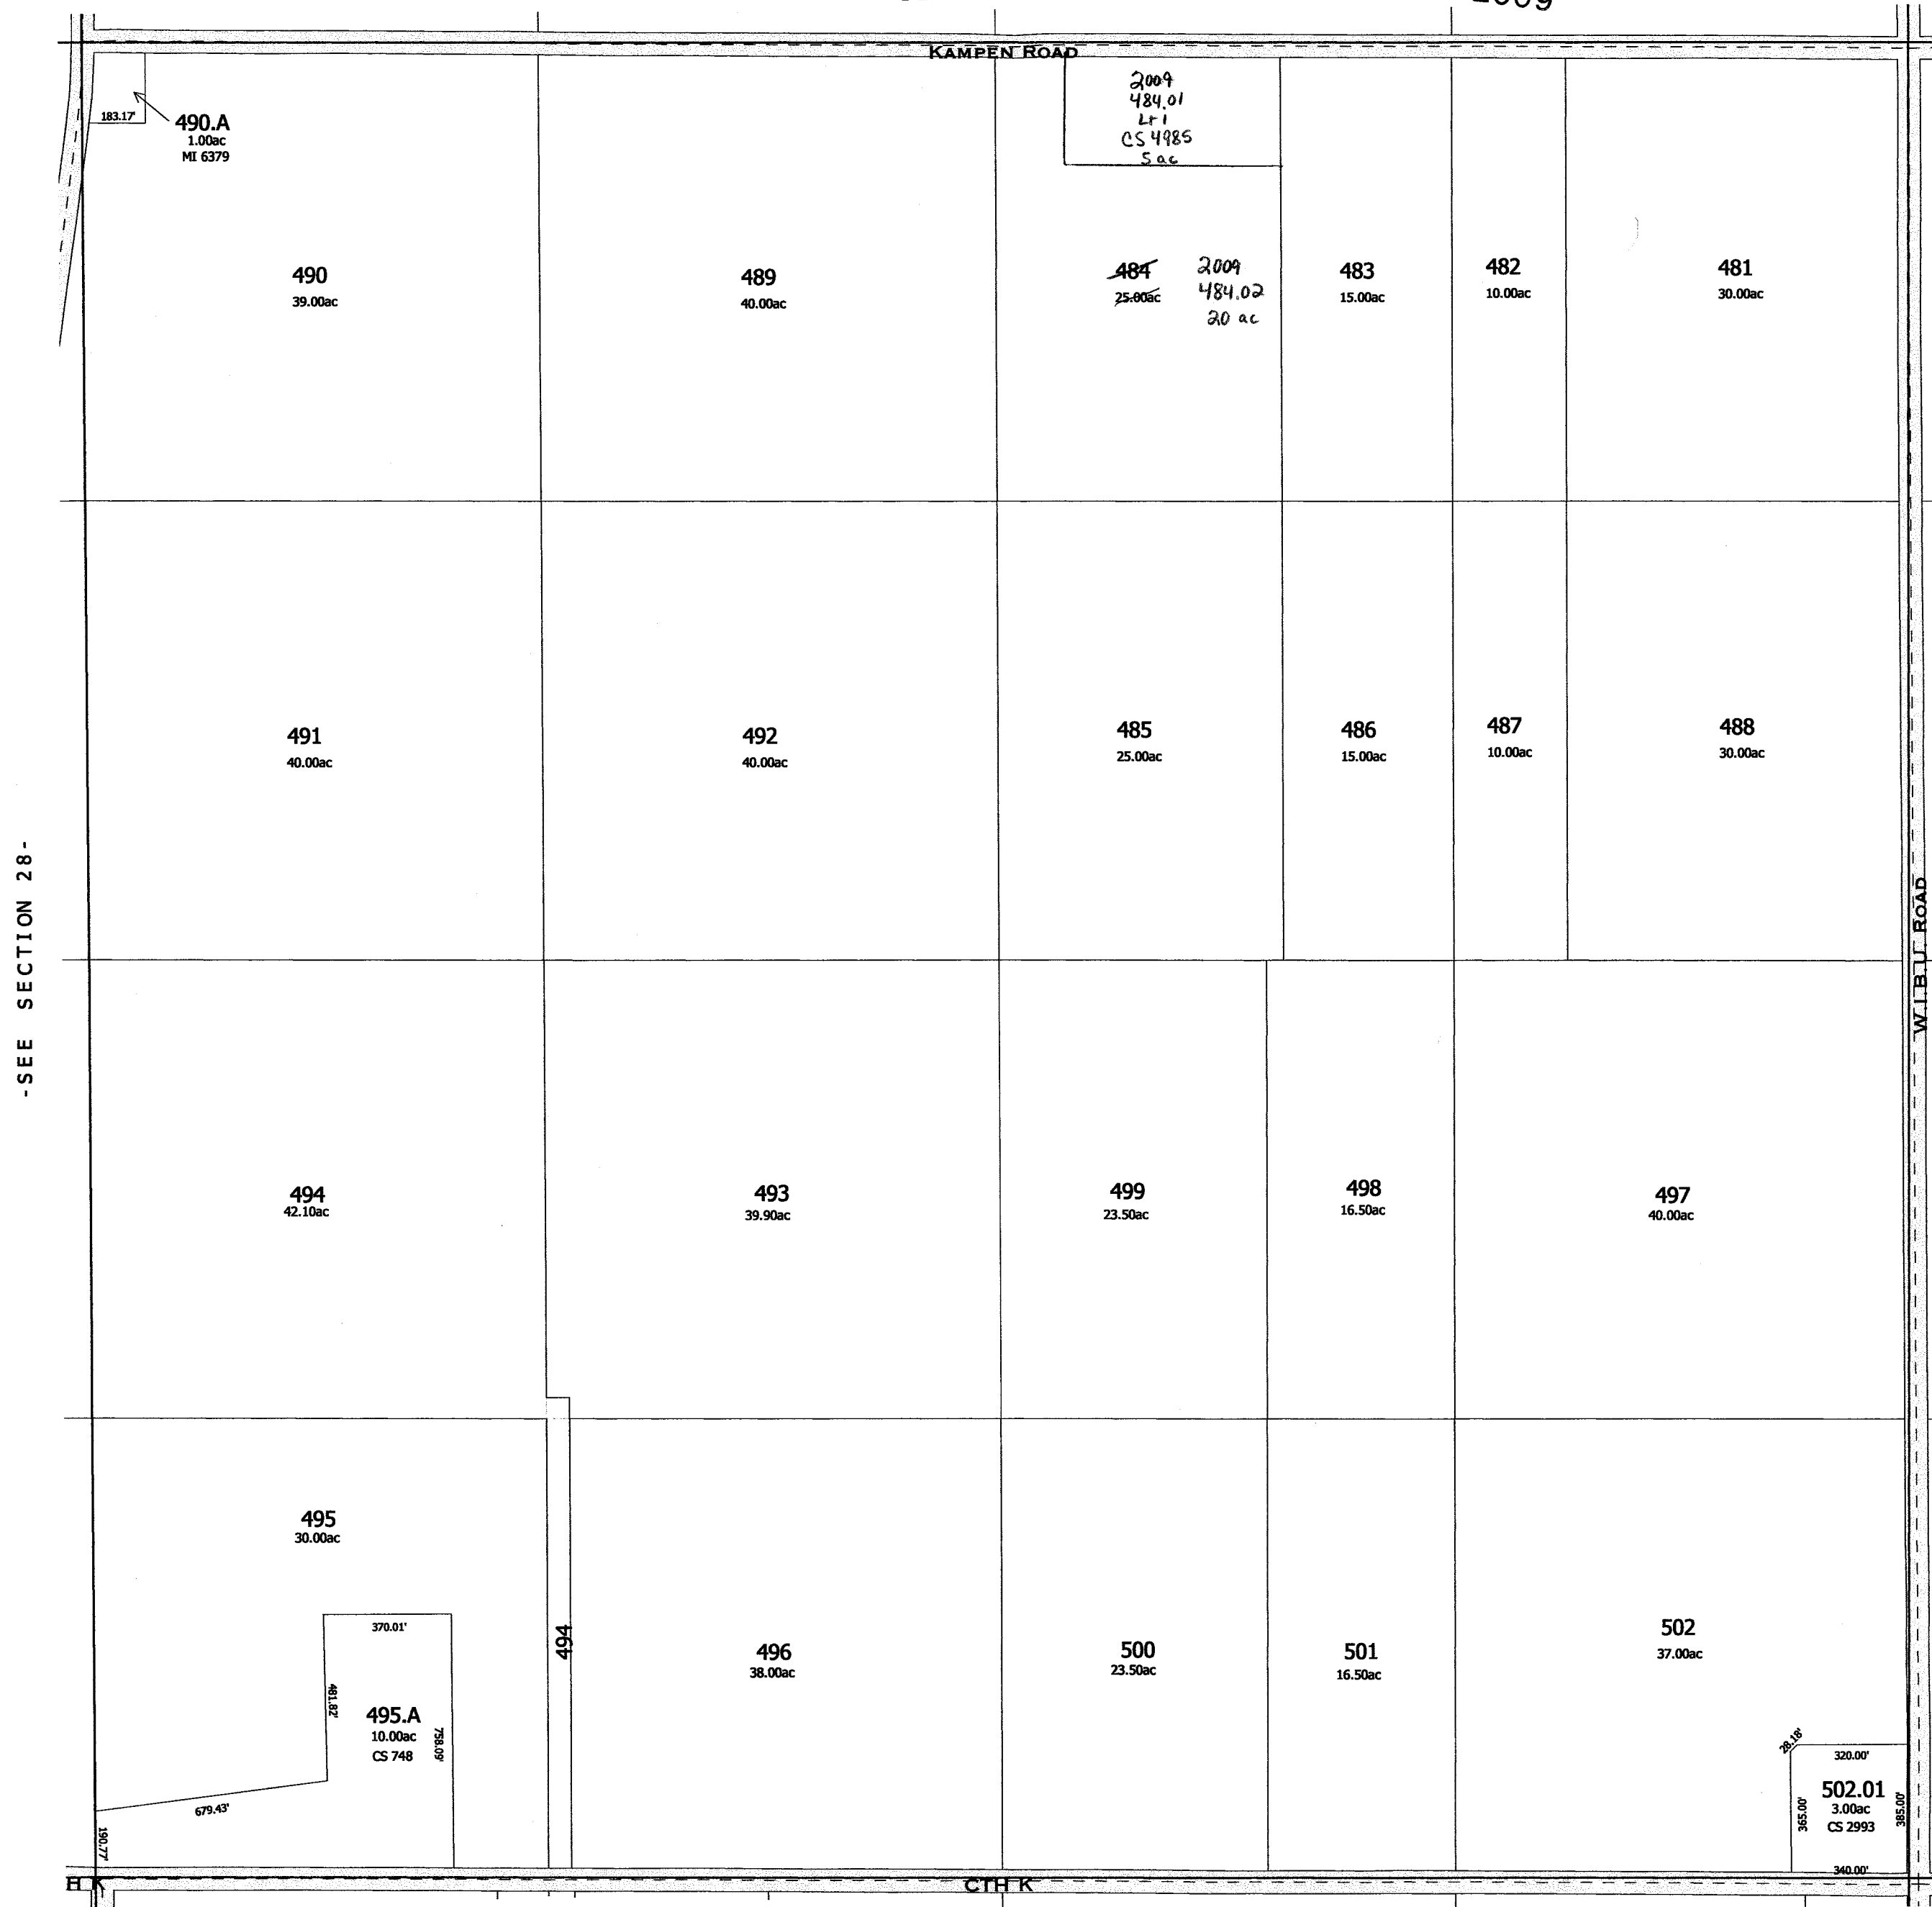 KAMPEN ROAD
2009
484.01
Lt 1
CS 4985
5 ac
183.17'
490.A
1.00ac
MI 6379
490
39.00ac
489
40.00ac
484
25.00ac
2009
484.02
20 ac
483
15.00ac
482
10.00ac
481
30.00ac
491
40.00ac
492
40.00ac
485
25.00ac
486
15.00ac
487
10.00ac
488
30.00ac
-SEE SECTION 28-
W.I.B.U. ROAD
494
42.10ac
493
39.90ac
499
23.50ac
498
16.50ac
497
40.00ac
495
30.00ac
370.01'
481.82'
495.A
10.00ac
CS 748
758.09'
679.43'
190.77'
494
496
38.00ac
500
23.50ac
501
16.50ac
502
37.00ac
28.18'
320.00'
502.01
3.00ac
CS 2993
365.00'
385.00'
340.00'
H K
CTH K